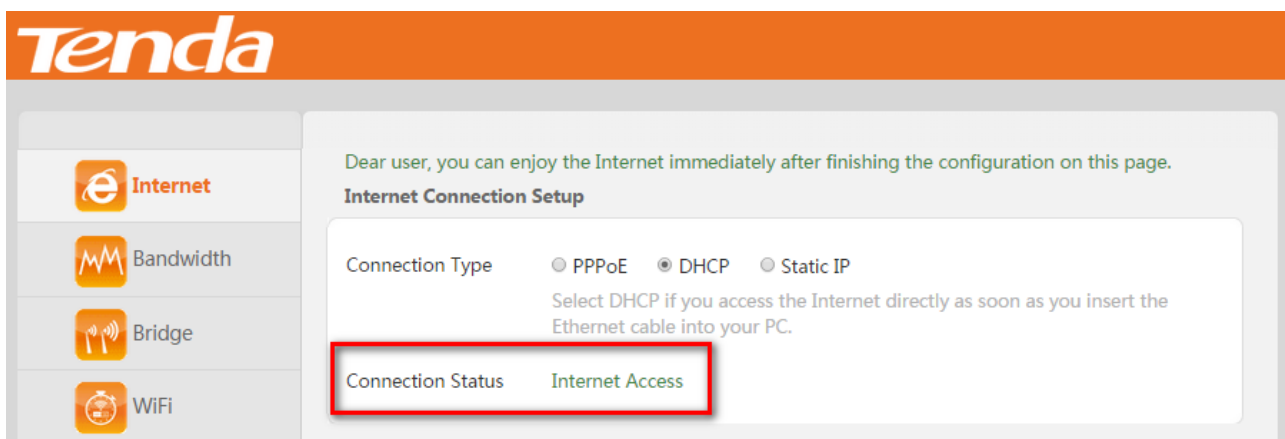 Tenda
Dear user, you can enjoy the Internet immediately after finishing the configuration on this page.
Internet
Internet Connection Setup
Bandwidth
Connection Type PPPoE DHCP Static IP
Select DHCP if you access the Internet directly as soon as you insert the
Ethernet cable into your PC.
Bridge
Connection Status Internet Access
WiFi